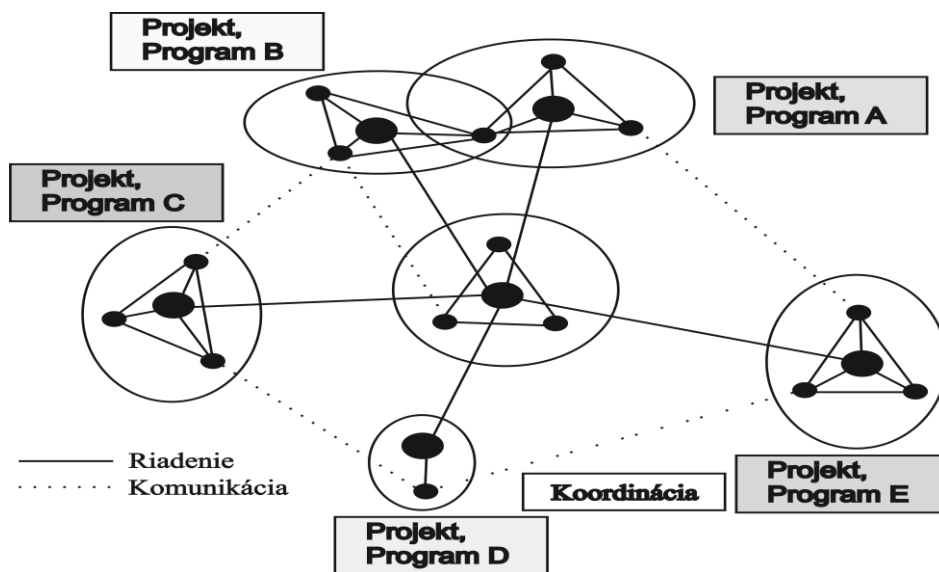 Projekt,
Program B
Projekt,
Program A
Projekt,
Program C
Riadenie
Komunikácia
Koordinácia
Projekt,
Program E
Projekt,
Program D